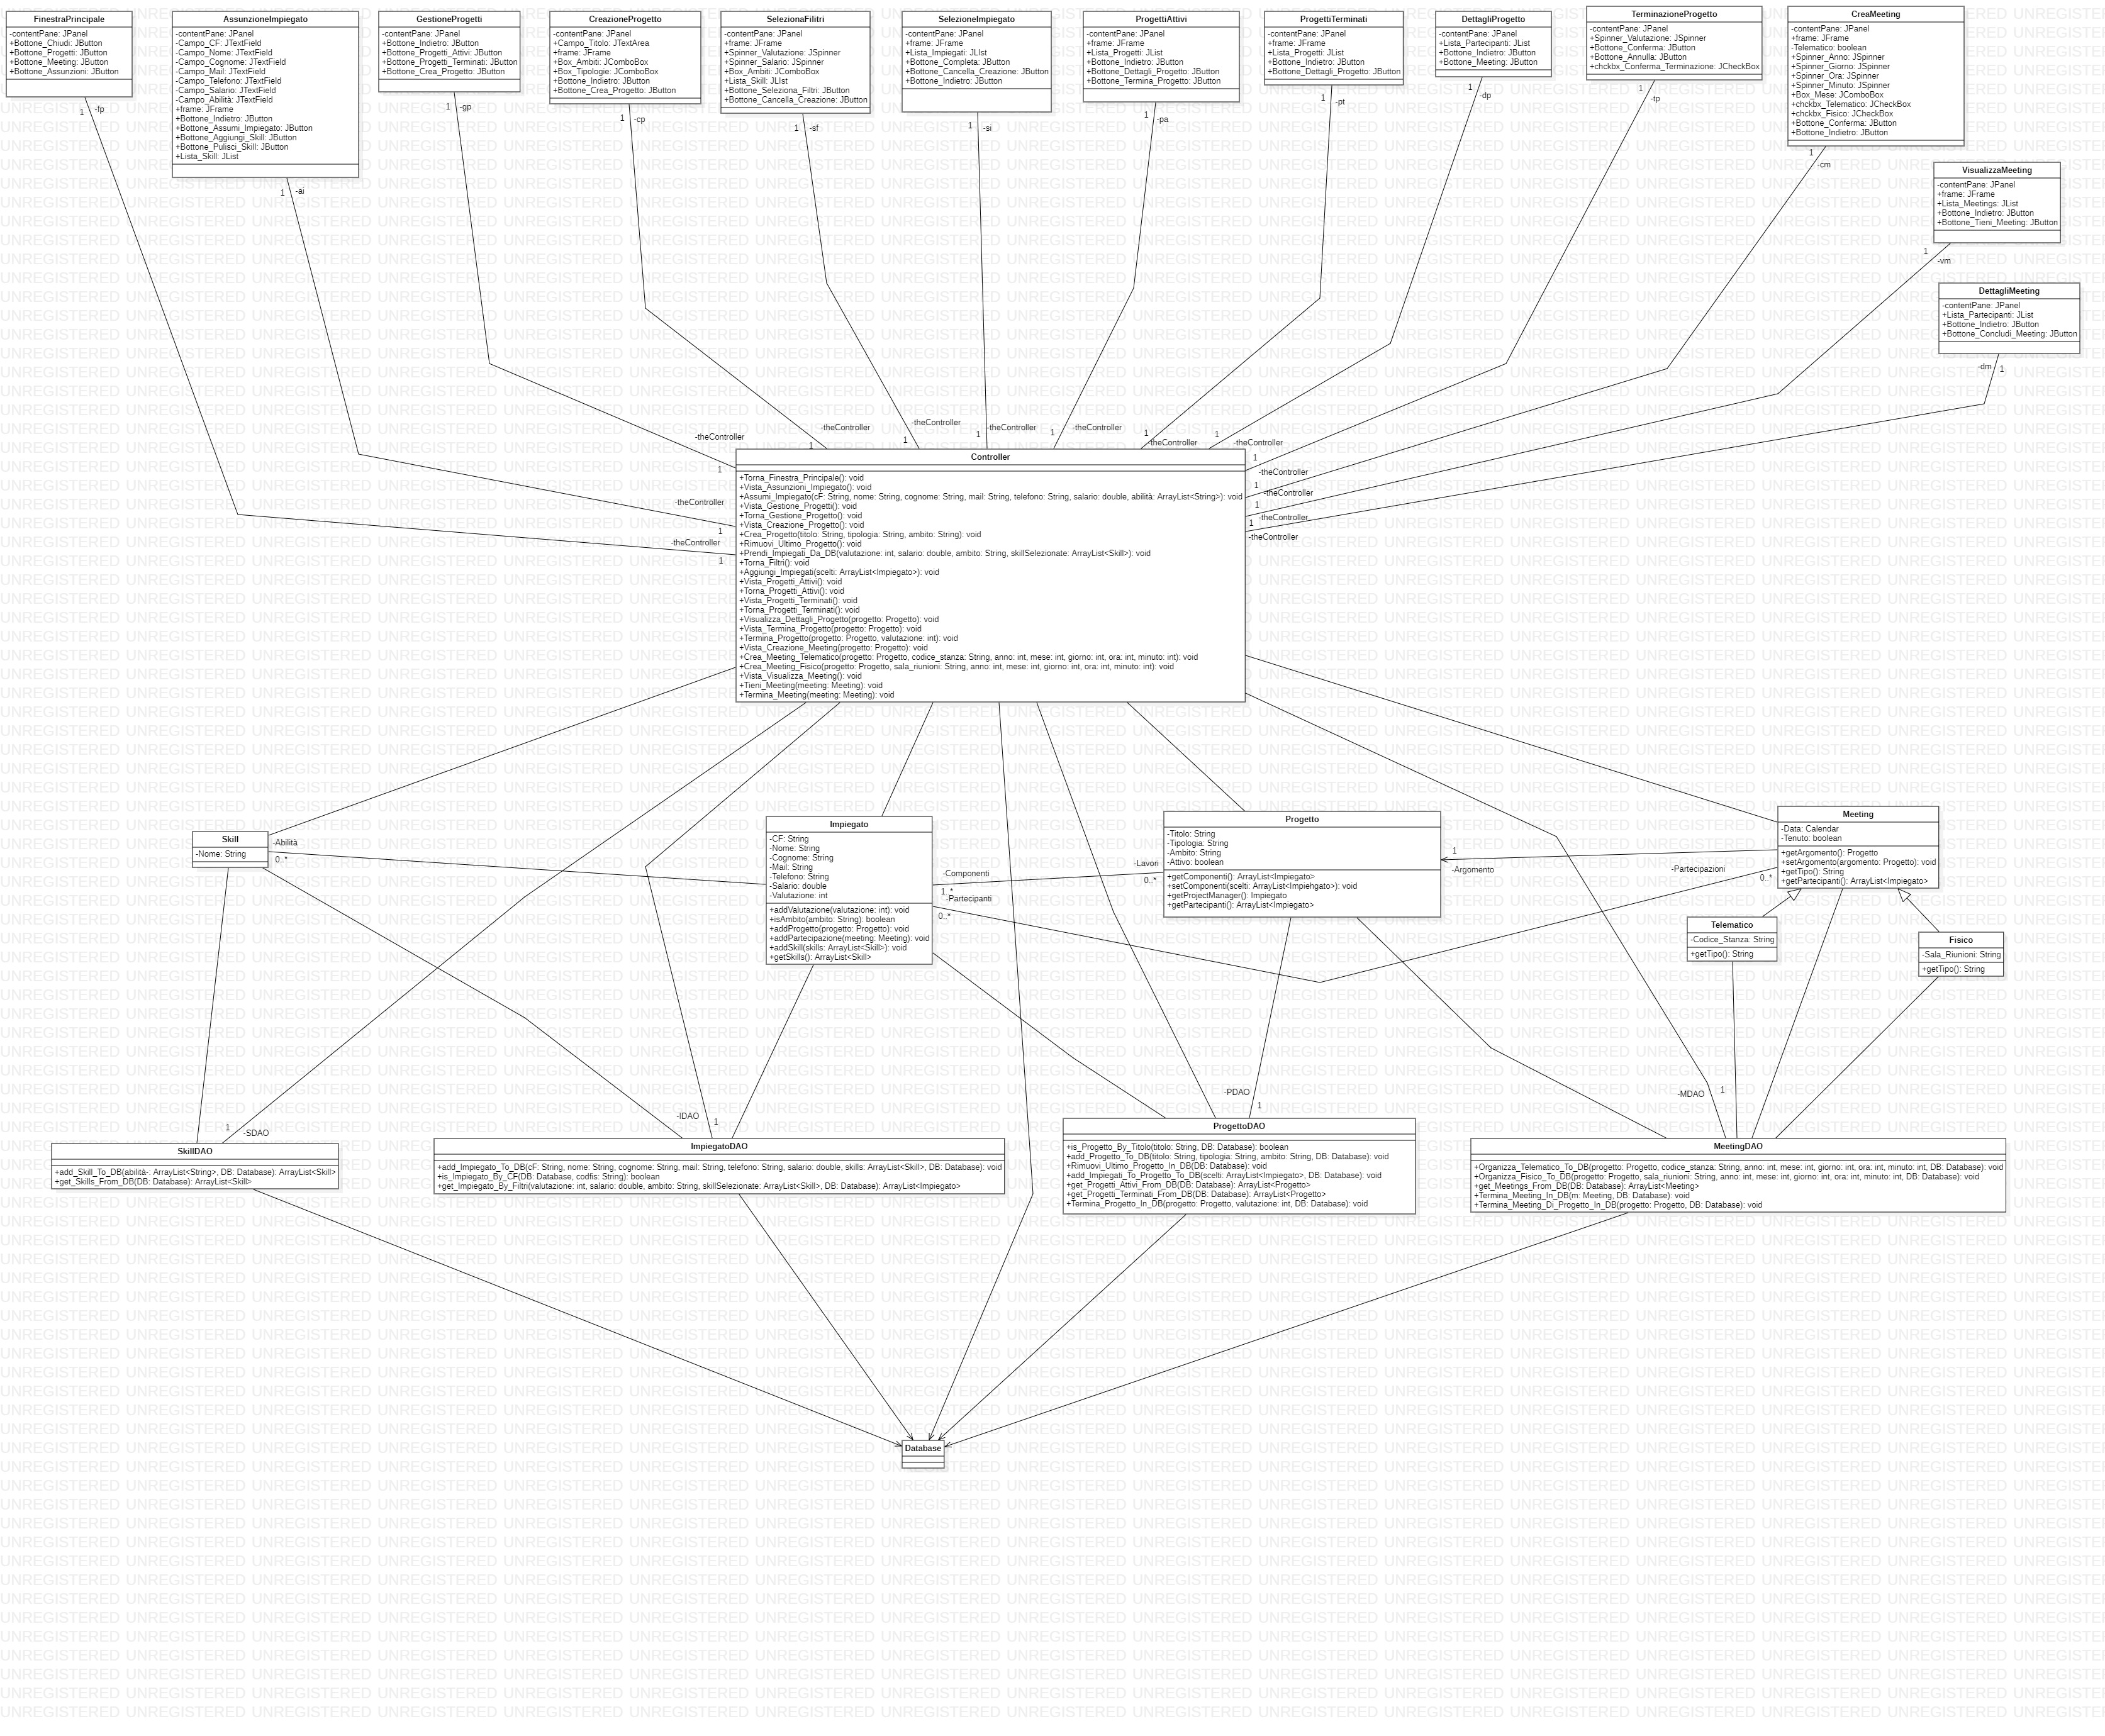 FinestraPrincipale
-contentPane: JPanel
+Bottone_Chiudi: JButton
+Bottone_Progetti: JButton
+Bottone_Meeting: JButton
+Bottone_Assunzioni: JButton
1
-fp
AssunzioneImpiegato
-contentPane: JPanel
-Campo_CF: JTextField
-Campo_Nome: JTextField
-Campo_Cognome: JTextField
-Campo_Mail: JTextField
-Campo_Telefono: JTextField
-Campo_Salario: JTextField
-Campo_Abilità: JTextField
+frame: JFrame
+Bottone_Indietro: JButton
+Bottone_Assumi_Impiegato: JButton
+Bottone_Aggiungi_Skill: JButton
+Bottone_Pulisci_Skill: JButton
+Lista_Skill: JList
1
-ai
GestioneProgetti
-contentPane: JPanel
+Bottone_Indietro: JButton
+Bottone_Progetti_Attivi: JButton
+Bottone_Progetti_Terminati: JButton
+Bottone_Crea_Progetto: JButton
1
-gp
CreazioneProgetto
-contentPane: JPanel
+Campo_Titolo: JTextArea
+frame: JFrame
+Box_Ambiti: JComboBox
+Box_Tipologie: JComboBox
+Bottone_Indietro: JButton
+Bottone_Crea_Progetto: JButton
1
-cp
SelezionaFilitri
-contentPane: JPanel
+frame: JFrame
+Spinner_Valutazione: JSpinner
+Spinner_Salario: JSpinner
+Box_Ambiti: JComboBox
+Lista_Skill: JLIst
+Bottone_Seleziona_Filtri: JButton
+Bottone_Cancella_Creazione: JButton
1
-sf
SelezioneImpiegato
-contentPane: JPanel
+frame: JFrame
+Lista_Impiegati: JLIst
+Bottone_Completa: JButton
+Bottone_Cancella_Creazione: JButton
+Bottone_Indietro: JButton
1
-si
ProgettiAttivi
-contentPane: JPanel
+frame: JFrame
+Lista_Progetti: JList
+Bottone_Indietro: JButton
+Bottone_Dettagli_Progetto: JButton
+Bottone_Termina_Progetto: JButton
1
-pa
ProgettiTerminati
-contentPane: JPanel
+frame: JFrame
+Lista_Progetti: JList
+Bottone_Indietro: JButton
+Bottone_Dettagli_Progetto: JButton
1
-pt
DettagliProgetto
-contentPane: JPanel
+Lista_Partecipanti: JList
+Bottone_Indietro: JButton
+Bottone_Meeting: JButton
1
-dp
TerminazioneProgetto
-contentPane: JPanel
+Spinner_Valutazione: JSpinner
+Bottone_Conferma: JButton
+Bottone_Annulla: JButton
+chckbx_Conferma_Terminazione: JCheckBox
1
-tp
CreaMeeting
-contentPane: JPanel
+frame: JFrame
-Telematico: boolean
+Spinner_Anno: JSpinner
+Spinner_Giorno: JSpinner
+Spinner_Ora: JSpinner
+Spinner_Minuto: JSpinner
+Box_Mese: JComboBox
+chckbx_Telematico: JCheckBox
+chckbx_Fisico: JCheckBox
+Bottone_Conferma: JButton
+Bottone_Indietro: JButton
1
-cm
VisualizzaMeeting
-contentPane: JPanel
+frame: JFrame
+Lista_Meetings: JList
+Bottone_Indietro: JButton
+Bottone_Tieni_Meeting: JButton
1
-vm
DettagliMeeting
-contentPane: JPanel
+Lista_Partecipanti: JList
+Bottone_Indietro: JButton
+Bottone_Concludi_Meeting: JButton
-dm
1
-theController
1
-theController
1
-theController
1
-theController
1
-theController
1
-theController
1
-theController
1
-theController
1
-theController
1
-theController
1
-theController
1
-theController
1
-theController
1
Controller
+Torna_Finestra_Principale(): void
+Vista_Assunzioni_Impiegato(): void
+Assumi_Impiegato(cF: String, nome: String, cognome: String, mail: String, telefono: String, salario: double, abilità: ArrayList<String>): void
+Vista_Gestione_Progetti(): void
+Torna_Gestione_Progetto(): void
+Vista_Creazione_Progetto(): void
+Crea_Progetto(titolo: String, tipologia: String, ambito: String): void
+Rimuovi_Ultimo_Progetto(): void
+Prendi_Impiegati_Da_DB(valutazione: int, salario: double, ambito: String, skillSelezionate: ArrayList<Skill>): void
+Torna_Filtri(): void
+Aggiungi_Impiegati(scelti: ArrayList<Impiegato>): void
+Vista_Progetti_Attivi(): void
+Torna_Progetti_Attivi(): void
+Vista_Progetti_Terminati(): void
+Torna_Progetti_Terminati(): void
+Visualizza_Dettagli_Progetto(progetto: Progetto): void
+Vista_Termina_Progetto(progetto: Progetto): void
+Termina_Progetto(progetto: Progetto, valutazione: int): void
+Vista_Creazione_Meeting(progetto: Progetto): void
+Crea_Meeting_Telematico(progetto: Progetto, codice_stanza: String, anno: int, mese: int, giorno: int, ora: int, minuto: int): void
+Crea_Meeting_Fisico(progetto: Progetto, sala_riunioni: String, anno: int, mese: int, giorno: int, ora: int, minuto: int): void
+Vista_Visualizza_Meeting(): void
+Tieni_Meeting(meeting: Meeting): void
+Termina_Meeting(meeting: Meeting): void
Skill
-Nome: String
-Abilità
0..*
Impiegato
-CF: String
-Nome: String
-Cognome: String
-Mail: String
-Telefono: String
-Salario: double
-Valutazione: int
+addValutazione(valutazione: int): void
+isAmbito(ambito: String): boolean
+addProgetto(progetto: Progetto): void
+addPartecipazione(meeting: Meeting): void
+addSkill(skills: ArrayList<Skill>): void
+getSkills(): ArrayList<Skill>
-Componenti
1..*
-Partecipanti
0..*
-Lavori
0..*
Progetto
-Titolo: String
-Tipologia: String
-Ambito: String
-Attivo: boolean
+getComponenti(): ArrayList<Impiegato>
+setComponenti(scelti: ArrayList<Impiehgato>): void
+getProjectManager(): Impiegato
+getPartecipanti(): ArrayList<Impiegato>
1
-Argomento
-Partecipazioni
0..*
Meeting
-Data: Calendar
-Tenuto: boolean
+getArgomento(): Progetto
+setArgomento(argomento: Progetto): void
+getTipo(): String
+getPartecipanti(): ArrayList<Impiegato>
Telematico
-Codice_Stanza: String
+getTipo(): String
Fisico
-Sala_Riunioni: String
+getTipo(): String
1
-SDAO
SkillDAO
+add_Skill_To_DB(abilità-: ArrayList<String>, DB: Database): ArrayList<Skill>
+get_Skills_From_DB(DB: Database): ArrayList<Skill>
-IDAO
1
ImpiegatoDAO
+add_Impiegato_To_DB(cF: String, nome: String, cognome: String, mail: String, telefono: String, salario: double, skills: ArrayList<Skill>, DB: Database): void
+is_Impiegato_By_CF(DB: Database, codfis: String): boolean
+get_Impiegato_By_Filtri(valutazione: int, salario: double, ambito: String, skillSelezionate: ArrayList<Skill>, DB: Database): ArrayList<Impiegato>
-PDAO
1
ProgettoDAO
+is_Progetto_By_Titolo(titolo: String, DB: Database): boolean
+add_Progetto_To_DB(titolo: String, tipologia: String, ambito: String, DB: Database): void
+Rimuovi_Ultimo_Progetto_In_DB(DB: Database): void
+add_Impiegati_To_Progetto_To_DB(scelti: ArrayList<Impiegato>, DB: Database): void
+get_Progetti_Attivi_From_DB(DB: Database): ArrayList<Progetto>
+get_Progetti_Terminati_From_DB(DB: Database): ArrayList<Progetto>
+Termina_Progetto_In_DB(progetto: Progetto, valutazione: int, DB: Database): void
-MDAO
1
MeetingDAO
+Organizza_Telematico_To_DB(progetto: Progetto, codice_stanza: String, anno: int, mese: int, giorno: int, ora: int, minuto: int, DB: Database): void
+Organizza_Fisico_To_DB(progetto: Progetto, sala_riunioni: String, anno: int, mese: int, giorno: int, ora: int, minuto: int, DB: Database): void
+get_Meetings_From_DB(DB: Database): ArrayList<Meeting>
+Termina_Meeting_In_DB(m: Meeting, DB: Database): void
+Termina_Meeting_Di_Progetto_In_DB(progetto: Progetto, DB: Database): void
Database